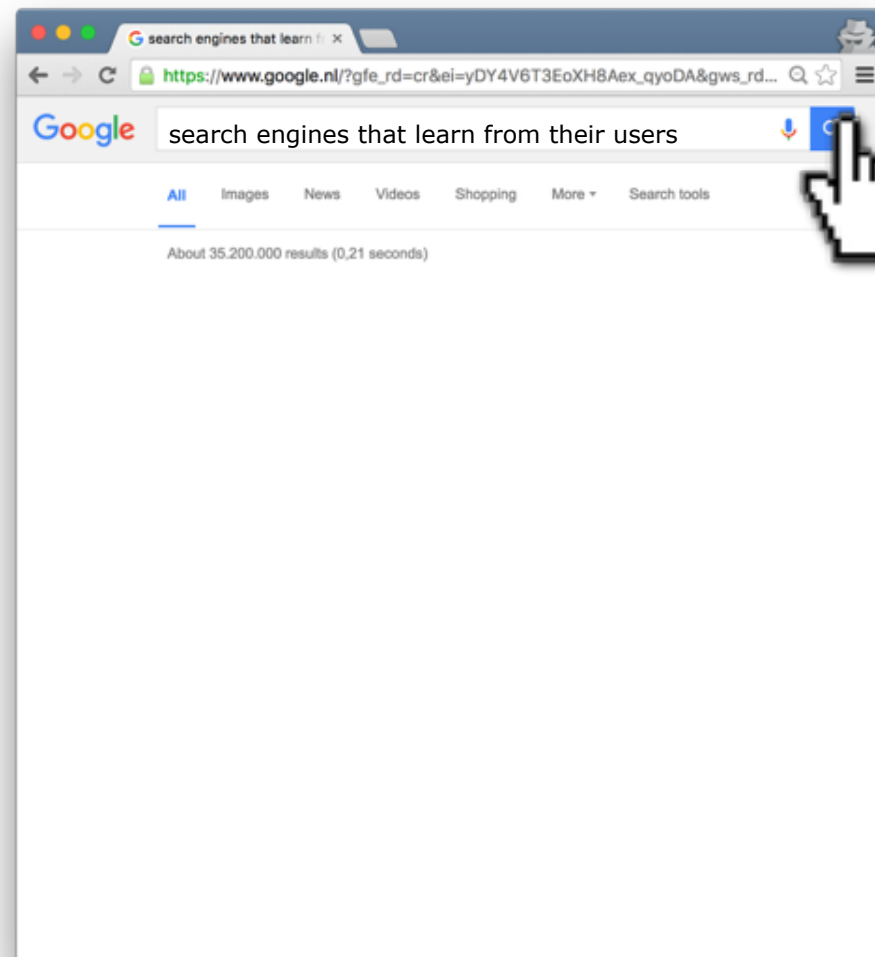 search engines that learn fr
https://www.google.nl/?gfe_rd=cr&ei=yDY4V6T3EoXH8Aex_qyoDA&gws_rd...
Google search engines that learn from their users
All Images News Videos Shopping More Search tools
About 35.200.000 results (0,21 seconds)